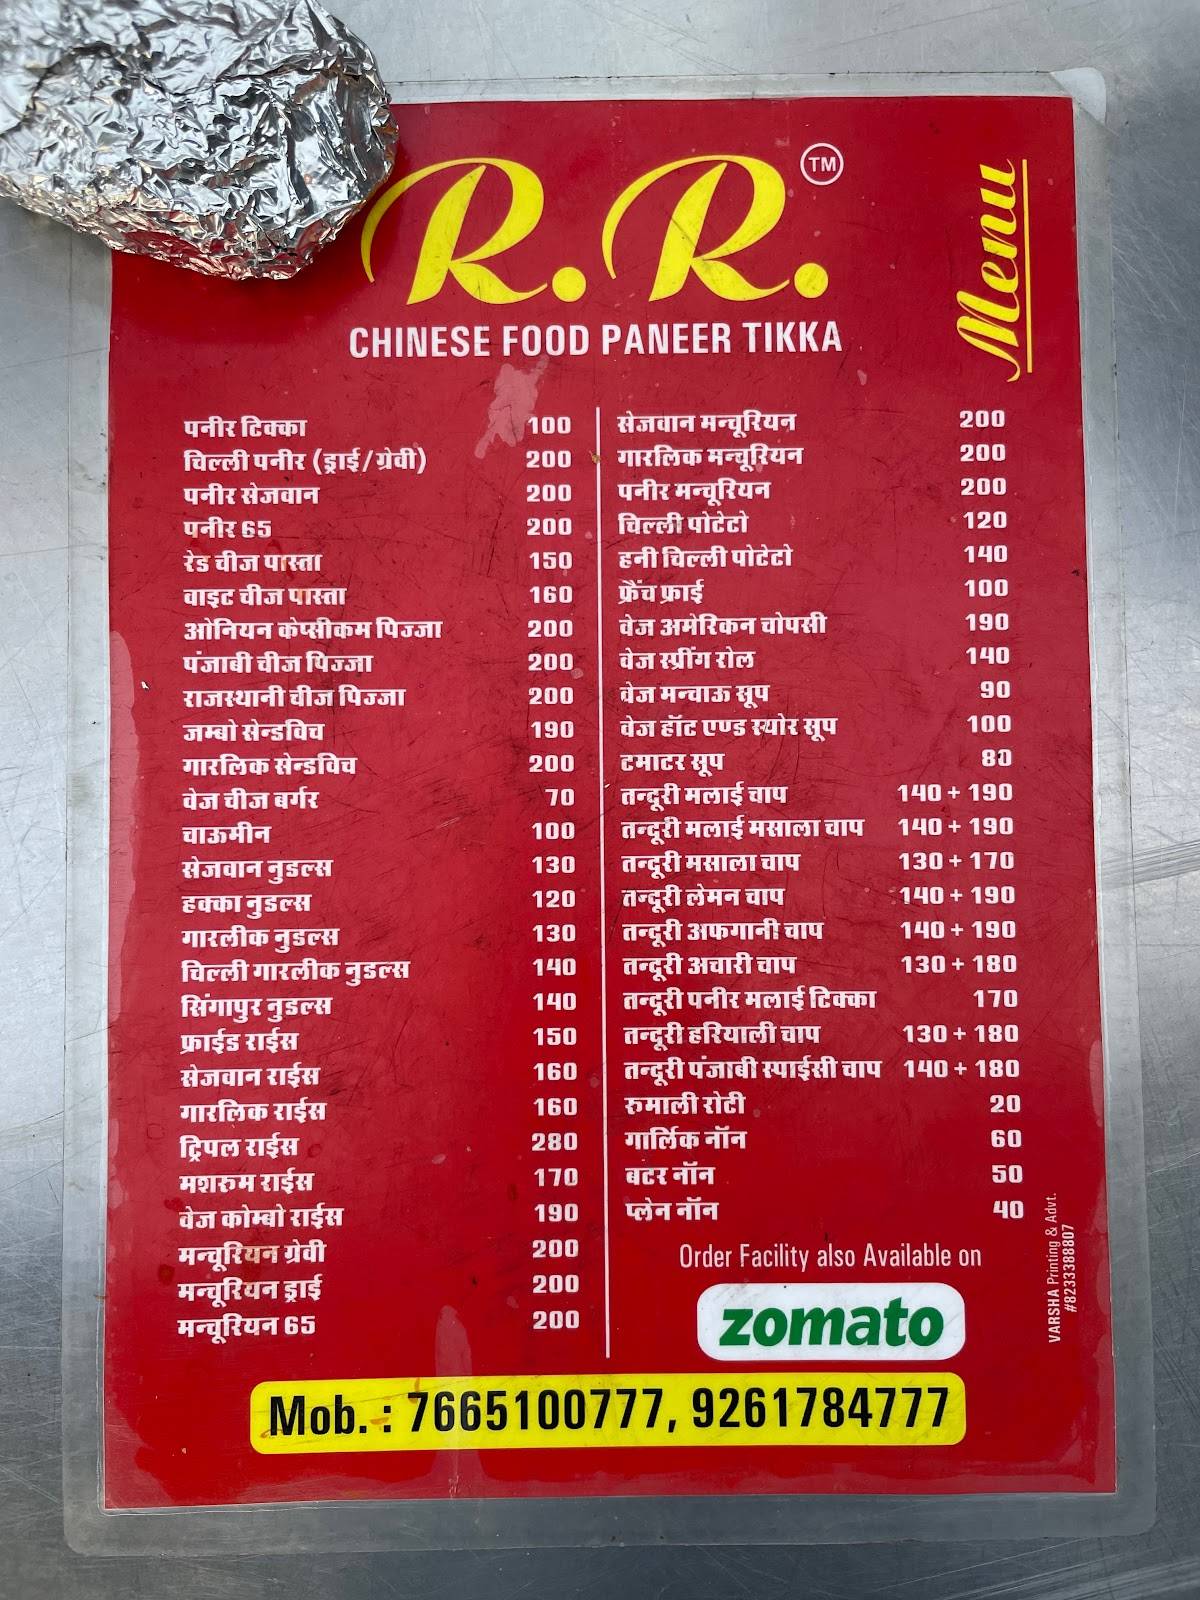 R. R. TM
Menu
CHINESE FOOD PANEER TIKKA
पनीर टिक्का 100
चिल्ली पनीर (ड्राई/ग्रेवी) 200
पनीर सेजवान 200
पनीर 65 200
रेड चीज पास्ता 150
वाइट चीज पास्ता 160
ओनियन केप्सीकम पिज्जा 200
पंजाबी चीज पिज्जा 200
राजस्थानी चीज पिज्जा 200
जम्बो सेन्डविच 190
गारलिक सेन्डविच 200
वेज चीज बर्गर 70
चाऊमीन 100
सेजवान नुडल्स 130
हक्का नुडल्स 120
गारलीक नुडल्स 130
चिल्ली गारलीक नुडल्स 140
सिंगापुर नुडल्स 140
फ्राईड राईस 150
सेजवान राईस 160
गारलिक राईस 160
ट्रिपल राईस 280
मशरूम राईस 170
वेज कोम्बो राईस 190
मन्चूरियन ग्रेवी 200
मन्चूरियन ड्राई 200
मन्चूरियन 65 200
सेजवान मन्चूरियन 200
गारलिक मन्चूरियन 200
पनीर मन्चूरियन 200
चिल्ली पोटेटो 120
हनी चिल्ली पोटेटो 140
फ्रैंच फ्राई 100
वेज अमेरिकन चोपसी 190
वेज स्प्रींग रोल 140
वेज मन्चाऊ सूप 90
वेज हॉट एण्ड स्योर सूप 100
टमाटर सूप 80
तन्दूरी मलाई चाप 140 + 190
तन्दूरी मलाई मसाला चाप 140 + 190
तन्दूरी मसाला चाप 130 + 170
तन्दूरी लेमन चाप 140 + 190
तन्दूरी अफगानी चाप 140 + 190
तन्दूरी अचारी चाप 130 + 180
तन्दूरी पनीर मलाई टिक्का 170
तन्दूरी हरियाली चाप 130 + 180
तन्दूरी पंजाबी स्पाईसी चाप 140 + 180
रूमाली रोटी 20
गार्लिक नॉन 60
बटर नॉन 50
प्लेन नॉन 40
Order Facility also Available on
zomato
VARSHA Printing & Advt.
#8233388807
Mob. : 7665100777, 9261784777